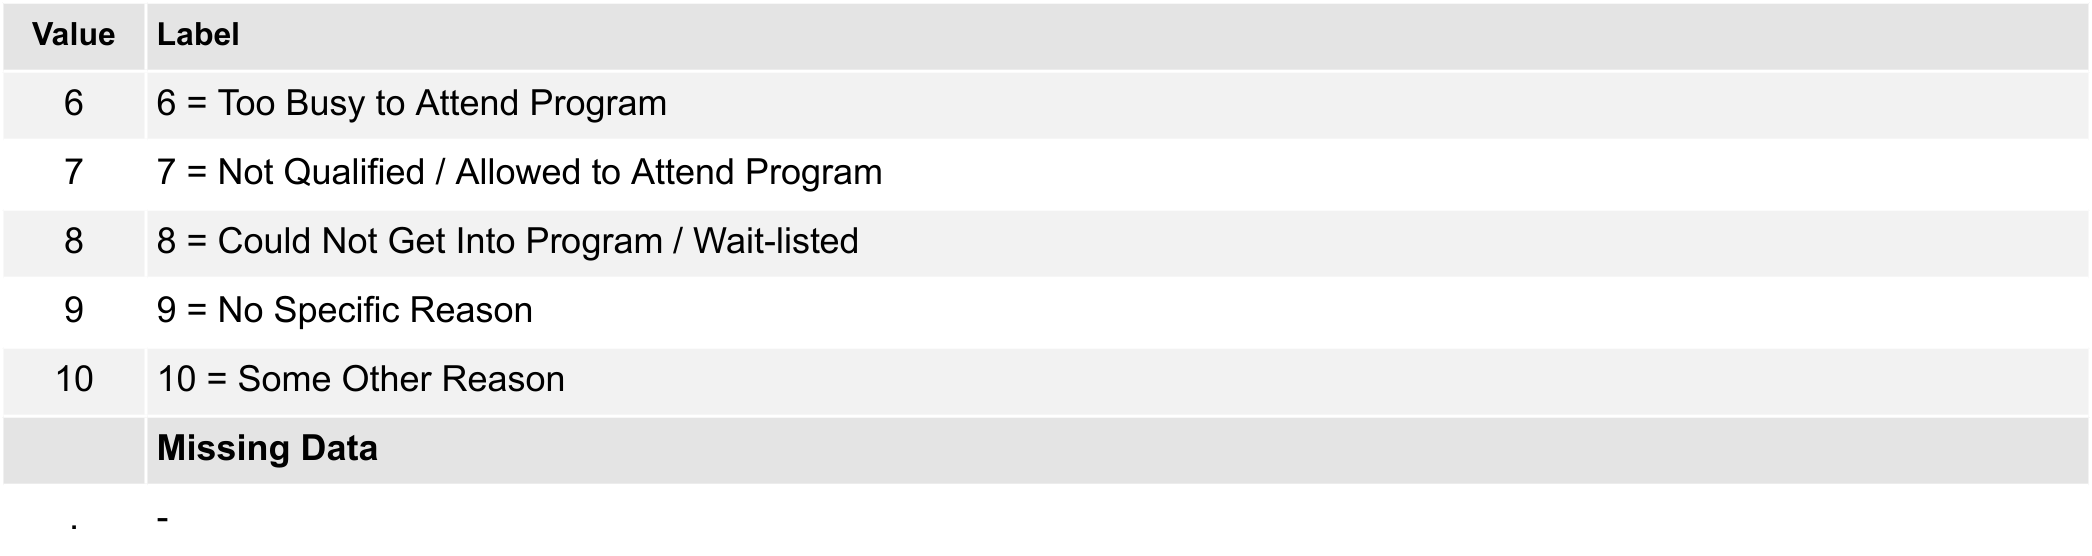 Value Label
6 6 = Too Busy to Attend Program
7 7 = Not Qualified / Allowed to Attend Program
8 8 = Could Not Get Into Program / Wait-listed
9 9 = No Specific Reason
10 10 = Some Other Reason
Missing Data
. -